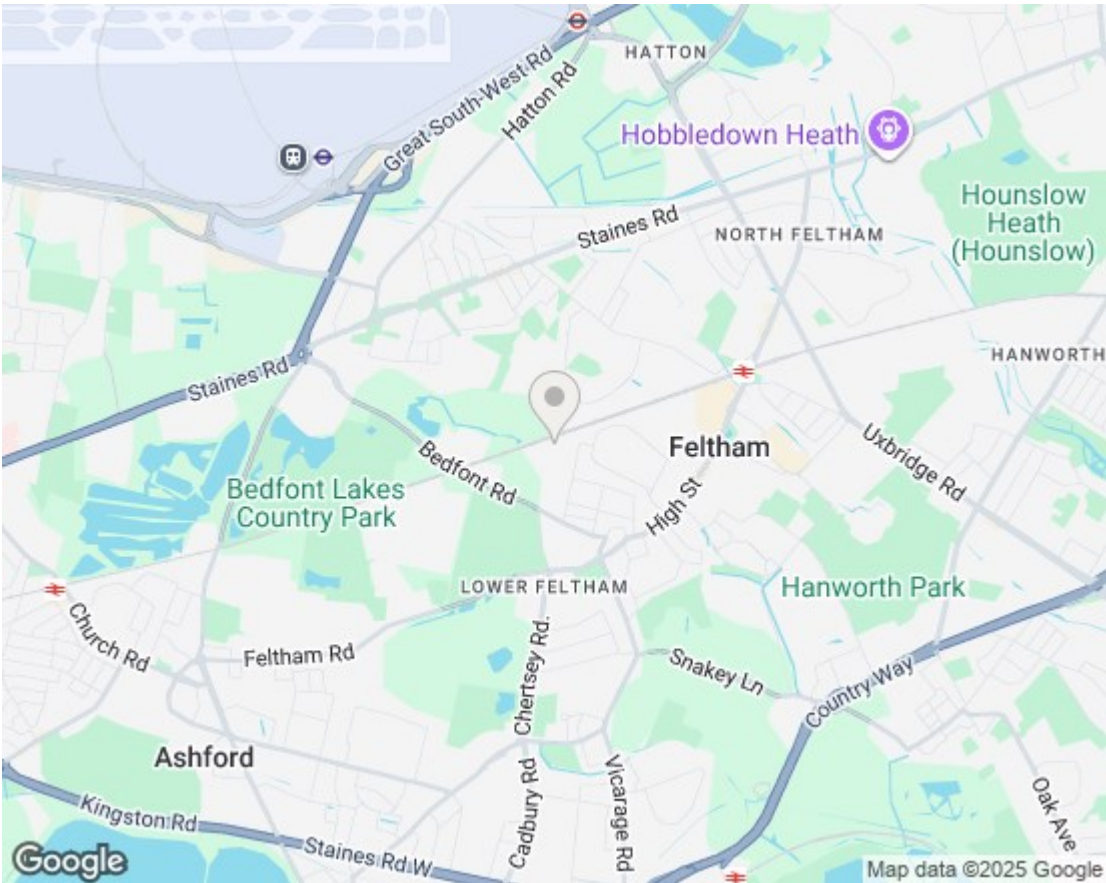 HATTON
Great South-West Rd
Hatton Rd
Hobbledown Heath
Hounslow
Heath
(Hounslow)
Staines Rd
NORTH FELTHAM
HANWORTH
Staines Rd
Feltham
Uxbridge Rd
Bedfont Rd
High St
Bedfont Lakes
Country Park
LOWER FELTHAM
Hanworth Park
Church Rd
Feltham Rd
Chertsey Rd.
Snakey Ln
Country Way
Ashford
Kingston Rd
Cadbury Rd
Vicarage Rd
Oak Ave
Staines Rd W
Google
Map data ©2025 Google